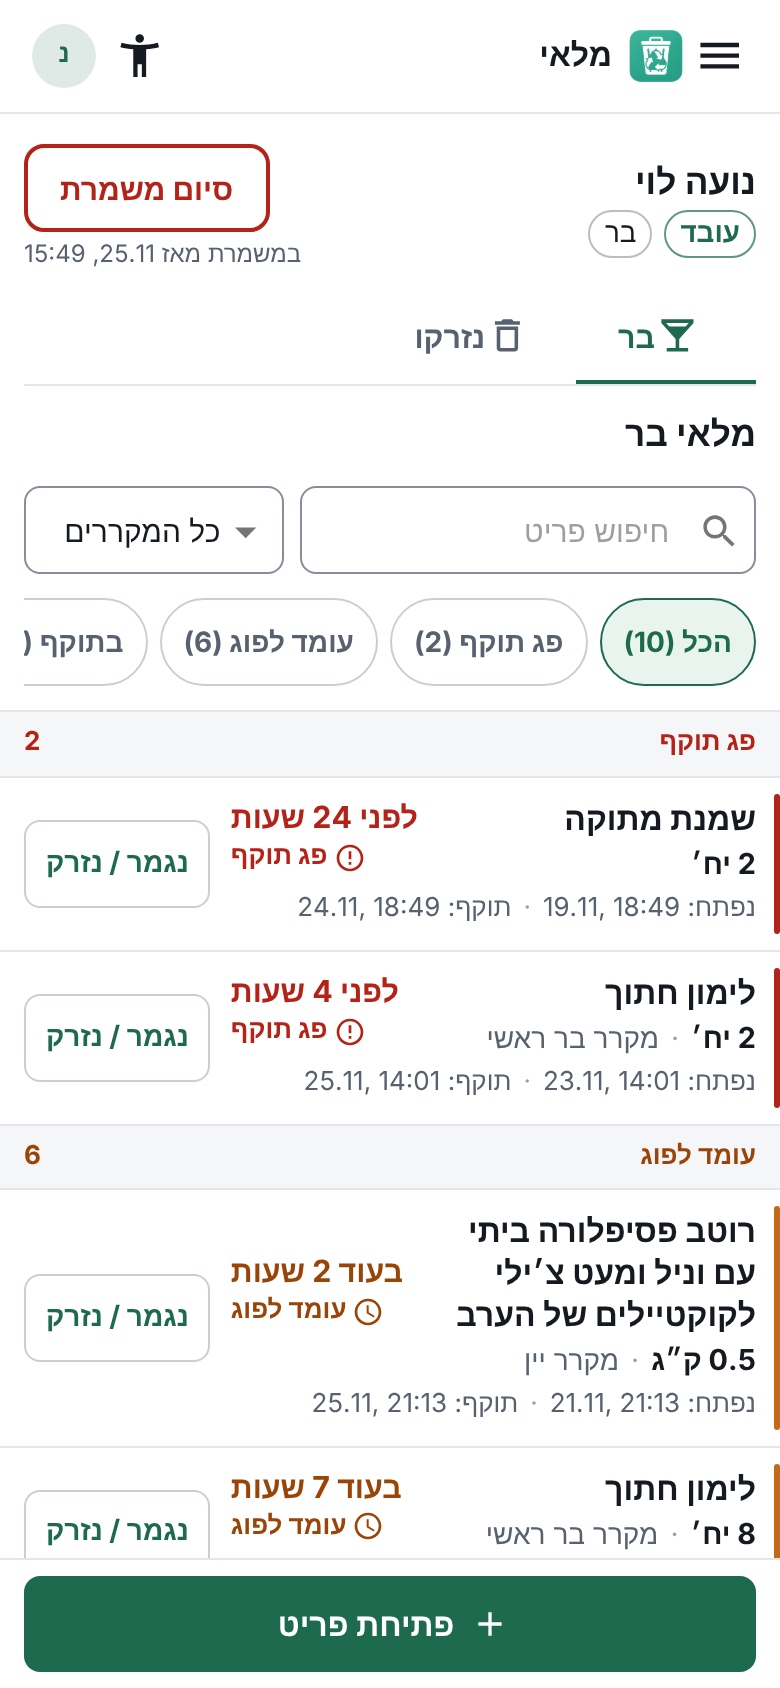 מלאי
נ
נועה לוי
סיום משמרת
עובד
בר
במשמרת מאז 25.11, 15:49
בר
נזרקו
מלאי בר
חיפוש פריט
כל המקררים
הכל (10)
פג תוקף (2)
עומד לפוג (6)
בתוקף (
פג תוקף
2
שמנת מתוקה
2 יח׳
לפני 24 שעות
פג תוקף
נגמר / נזרק
נפתח: 19.11, 18:49 · תוקף: 24.11, 18:49
לימון חתוך
2 יח׳ · מקרר בר ראשי
לפני 4 שעות
פג תוקף
נגמר / נזרק
נפתח: 23.11, 14:01 · תוקף: 25.11, 14:01
עומד לפוג
6
רוטב פסיפלורה ביתי
עם וניל ומעט צ׳ילי
לקוקטיילים של הערב
0.5 ק״ג · מקרר יין
בעוד 2 שעות
עומד לפוג
נגמר / נזרק
נפתח: 21.11, 21:13 · תוקף: 25.11, 21:13
לימון חתוך
8 יח׳ · מקרר בר ראשי
בעוד 7 שעות
עומד לפוג
נגמר / נזרק
+ פתיחת פריט